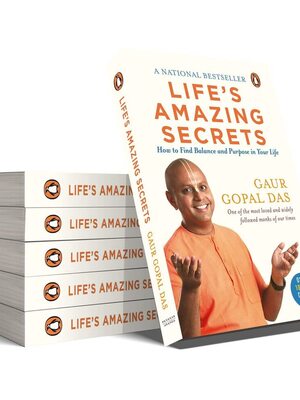 A NATIONAL BESTSELLER
LIFE'S
AMAZING
SECRETS
How to Find Balance and Purpose in Your Life
GAUR
GOPAL DAS
One of the most loved and widely
followed monks of our times
LIFE'S AMAZING SECRETS
GAUR GOPAL DAS
LIFE'S AMAZIN
LIFE'S AMAZING
LIFE'S AMAZING S
LIFE'S AMAZING SE
LIFE'S AMAZING SEC